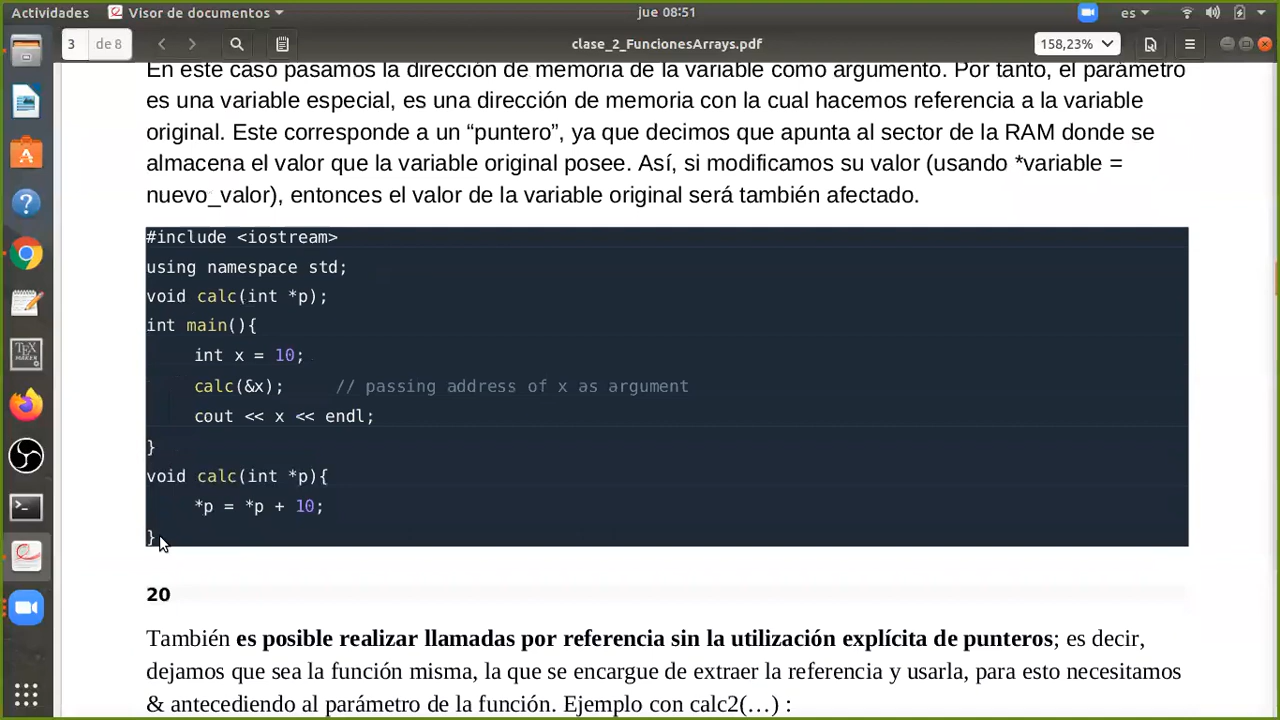 Actividades
Visor de documentos
jue 08:51
es
3
de 8
clase_2_FuncionesArrays.pdf
158,23%
En este caso pasamos la dirección de memoria de la variable como argumento. Por tanto, el parámetro
es una variable especial, es una dirección de memoria con la cual hacemos referencia a la variable
original. Este corresponde a un “puntero”, ya que decimos que apunta al sector de la RAM donde se
almacena el valor que la variable original posee. Así, si modificamos su valor (usando *variable =
nuevo_valor), entonces el valor de la variable original será también afectado.
#include <iostream>
using namespace std;
void calc(int *p);
int main(){
int x = 10;
calc(&x); // passing address of x as argument
cout << x << endl;
}
void calc(int *p){
*p = *p + 10;
}
20
También es posible realizar llamadas por referencia sin la utilización explícita de punteros; es decir,
dejamos que sea la función misma, la que se encargue de extraer la referencia y usarla, para esto necesitamos
& antecediendo al parámetro de la función. Ejemplo con calc2(…) :